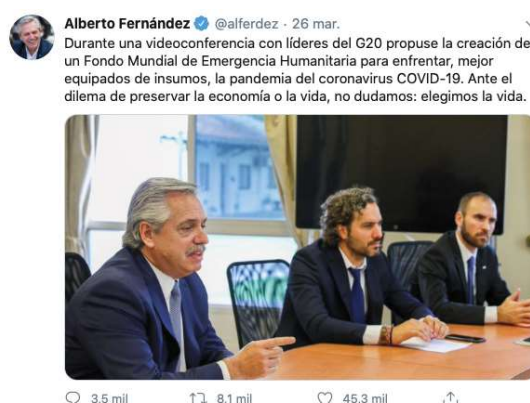 Alberto Fernández @alferdez · 26 mar.
Durante una videoconferencia con líderes del G20 propuse la creación de
un Fondo Mundial de Emergencia Humanitaria para enfrentar, mejor
equipados de insumos, la pandemia del coronavirus COVID-19. Ante el
dilema de preservar la economía o la vida, no dudamos: elegimos la vida.
3,5 mil 8,1 mil 45,3 mil